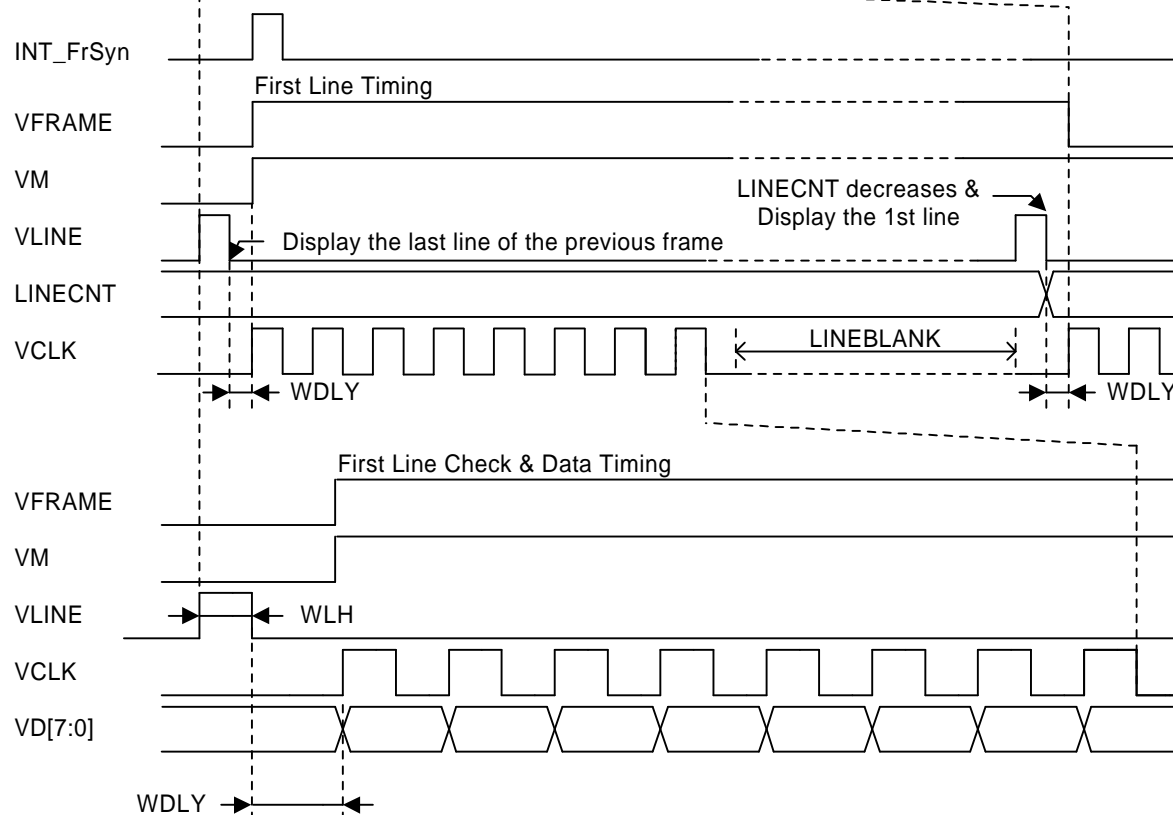 INT_FrSyn
First Line Timing
VFRAME
VM
LINECNT decreases &
Display the 1st line
VLINE
Display the last line of the previous frame
LINECNT
VCLK
LINEBLANK
WDLY
WDLY
First Line Check & Data Timing
VFRAME
VM
VLINE
WLH
VCLK
VD[7:0]
WDLY